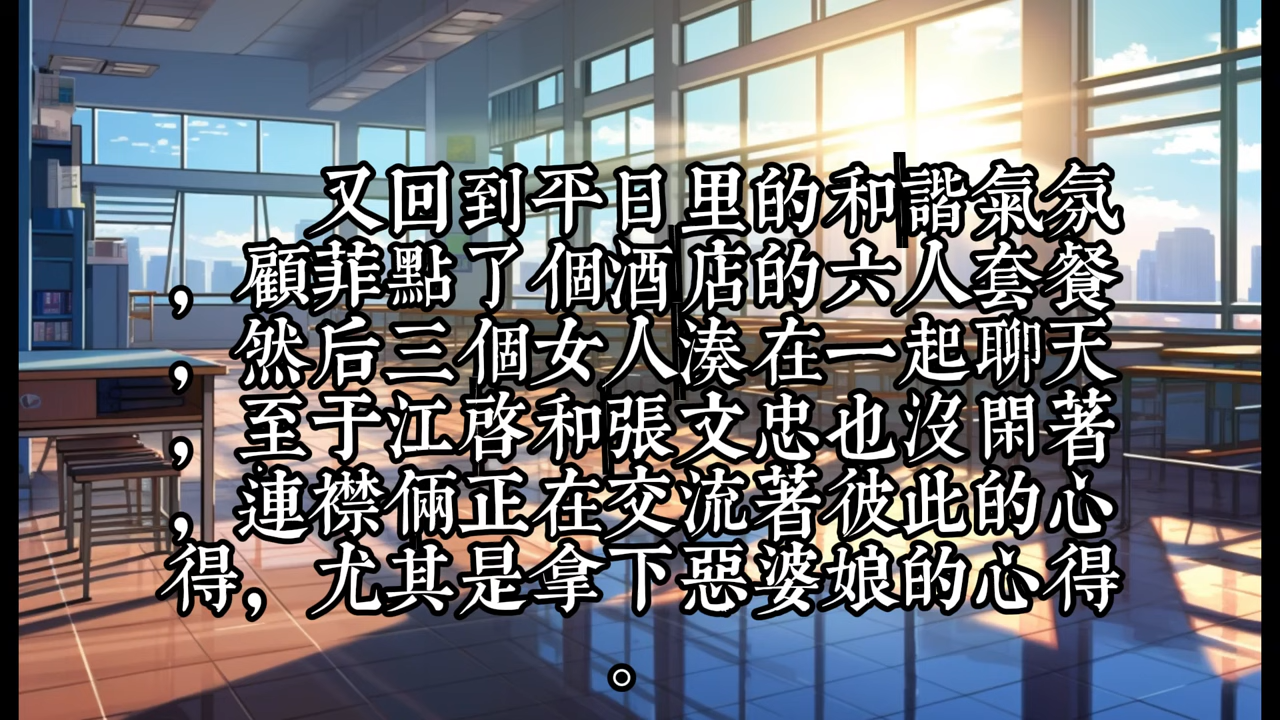 又回到平日里的和諧氣氛
，顧菲點了個酒店的六人套餐
，然后三個女人湊在一起聊天
，至于江啓和張文忠也沒閑著
，連襟倆正在交流著彼此的心
得，尤其是拿下惡婆娘的心得
。